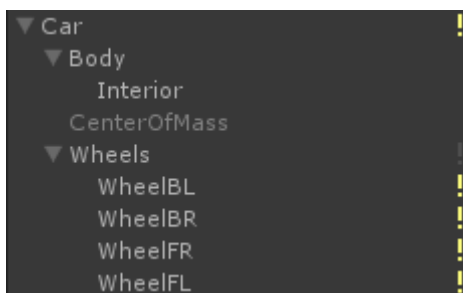 Car
Body
Interior
CenterOfMass
Wheels
WheelBL
WheelBR
WheelFR
WheelFL